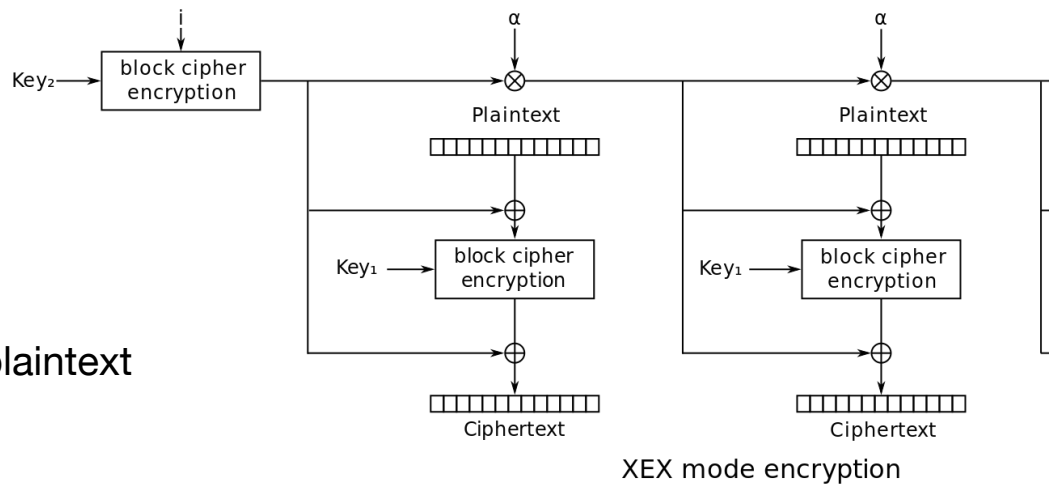 i
α
α
Key₂
block cipher
encryption
Plaintext
Plaintext
Key₁
block cipher
encryption
Key₁
block cipher
encryption
plaintext
Ciphertext
Ciphertext
XEX mode encryption